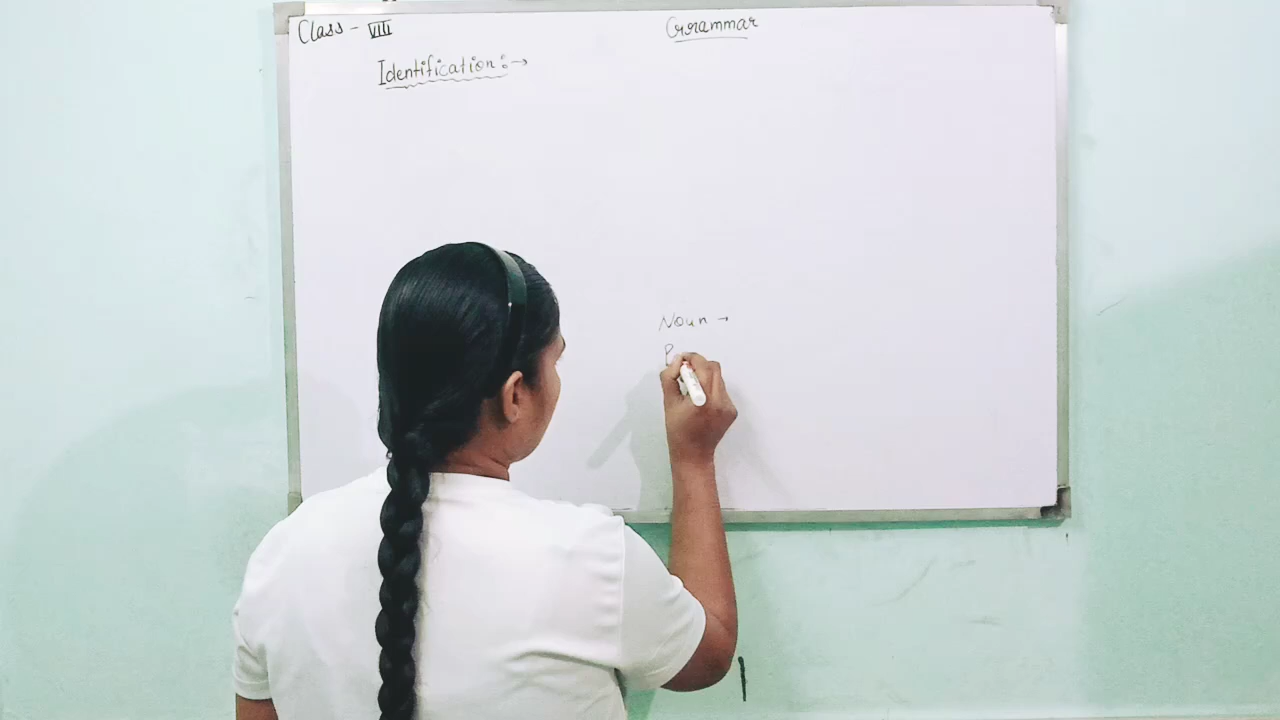 Class - VIII
Grammar
Identification :→
Noun →
P